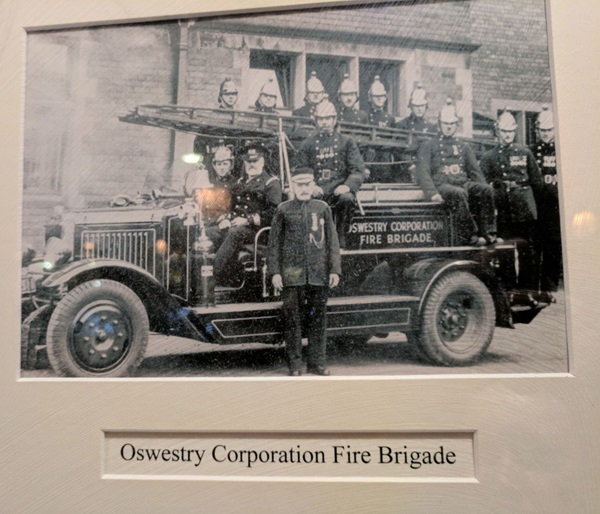 OSWESTRY CORPORATION
FIRE BRIGADE.
Oswestry Corporation Fire Brigade